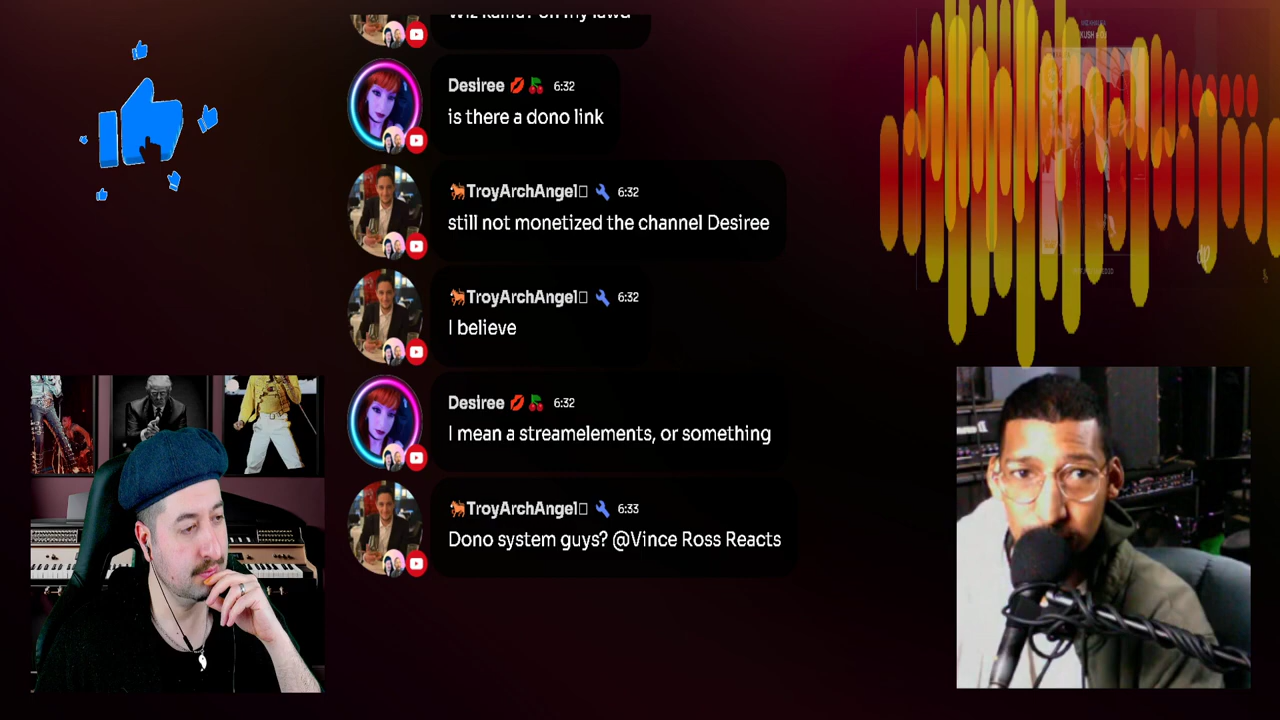 Desiree 💋🍒 6:32
is there a dono link
🐂TroyArchAngel 🔧 6:32
still not monetized the channel Desiree
🐂TroyArchAngel 🔧 6:32
I believe
Desiree 💋🍒 6:32
I mean a streamelements, or something
🐂TroyArchAngel 🔧 6:33
Dono system guys? @Vince Ross Reacts